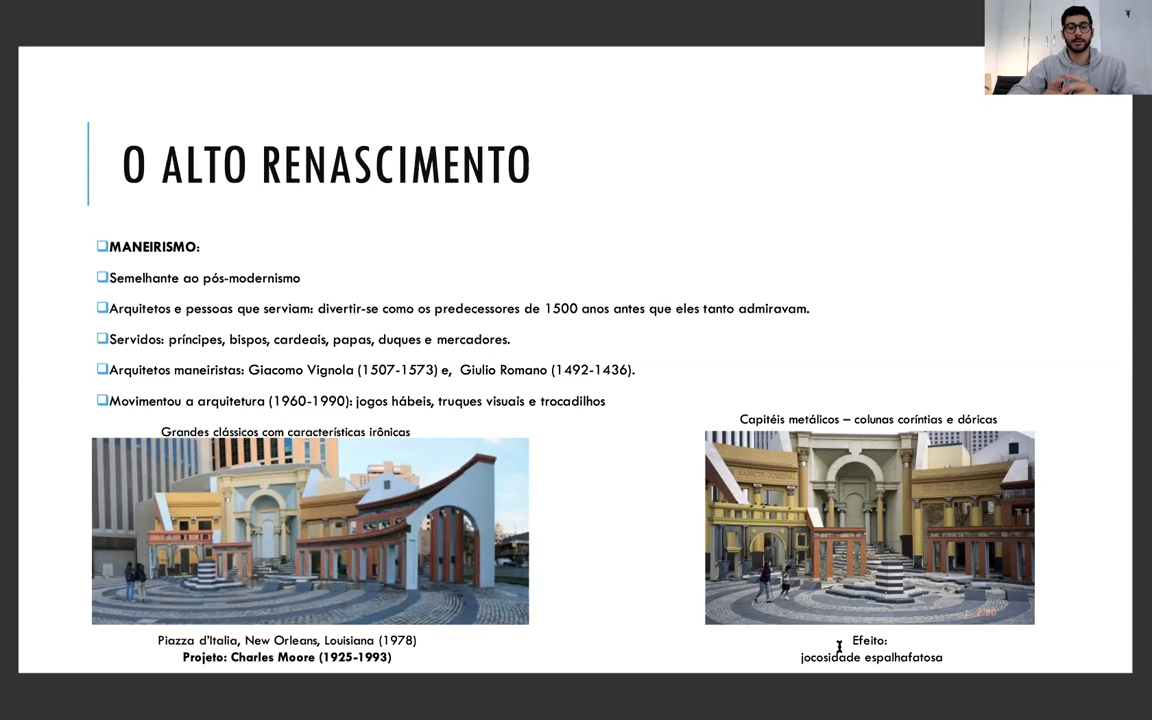 O ALTO RENASCIMENTO
MANEIRISMO:
Semelhante ao pós-modernismo
Arquitetos e pessoas que serviam: divertir-se como os predecessores de 1500 anos antes que eles tanto admiravam.
Servidos: príncipes, bispos, cardeais, papas, duques e mercadores.
Arquitetos maneiristas: Giacomo Vignola (1507-1573) e, Giulio Romano (1492-1436).
Movimentou a arquitetura (1960-1990): jogos hábeis, truques visuais e trocadilhos
Grandes clássicos com características irônicas
Capitéis metálicos – colunas coríntias e dóricas
Piazza d'Italia, New Orleans, Louisiana (1978)
Projeto: Charles Moore (1925-1993)
Efeito:
jocosidade espalhafatosa